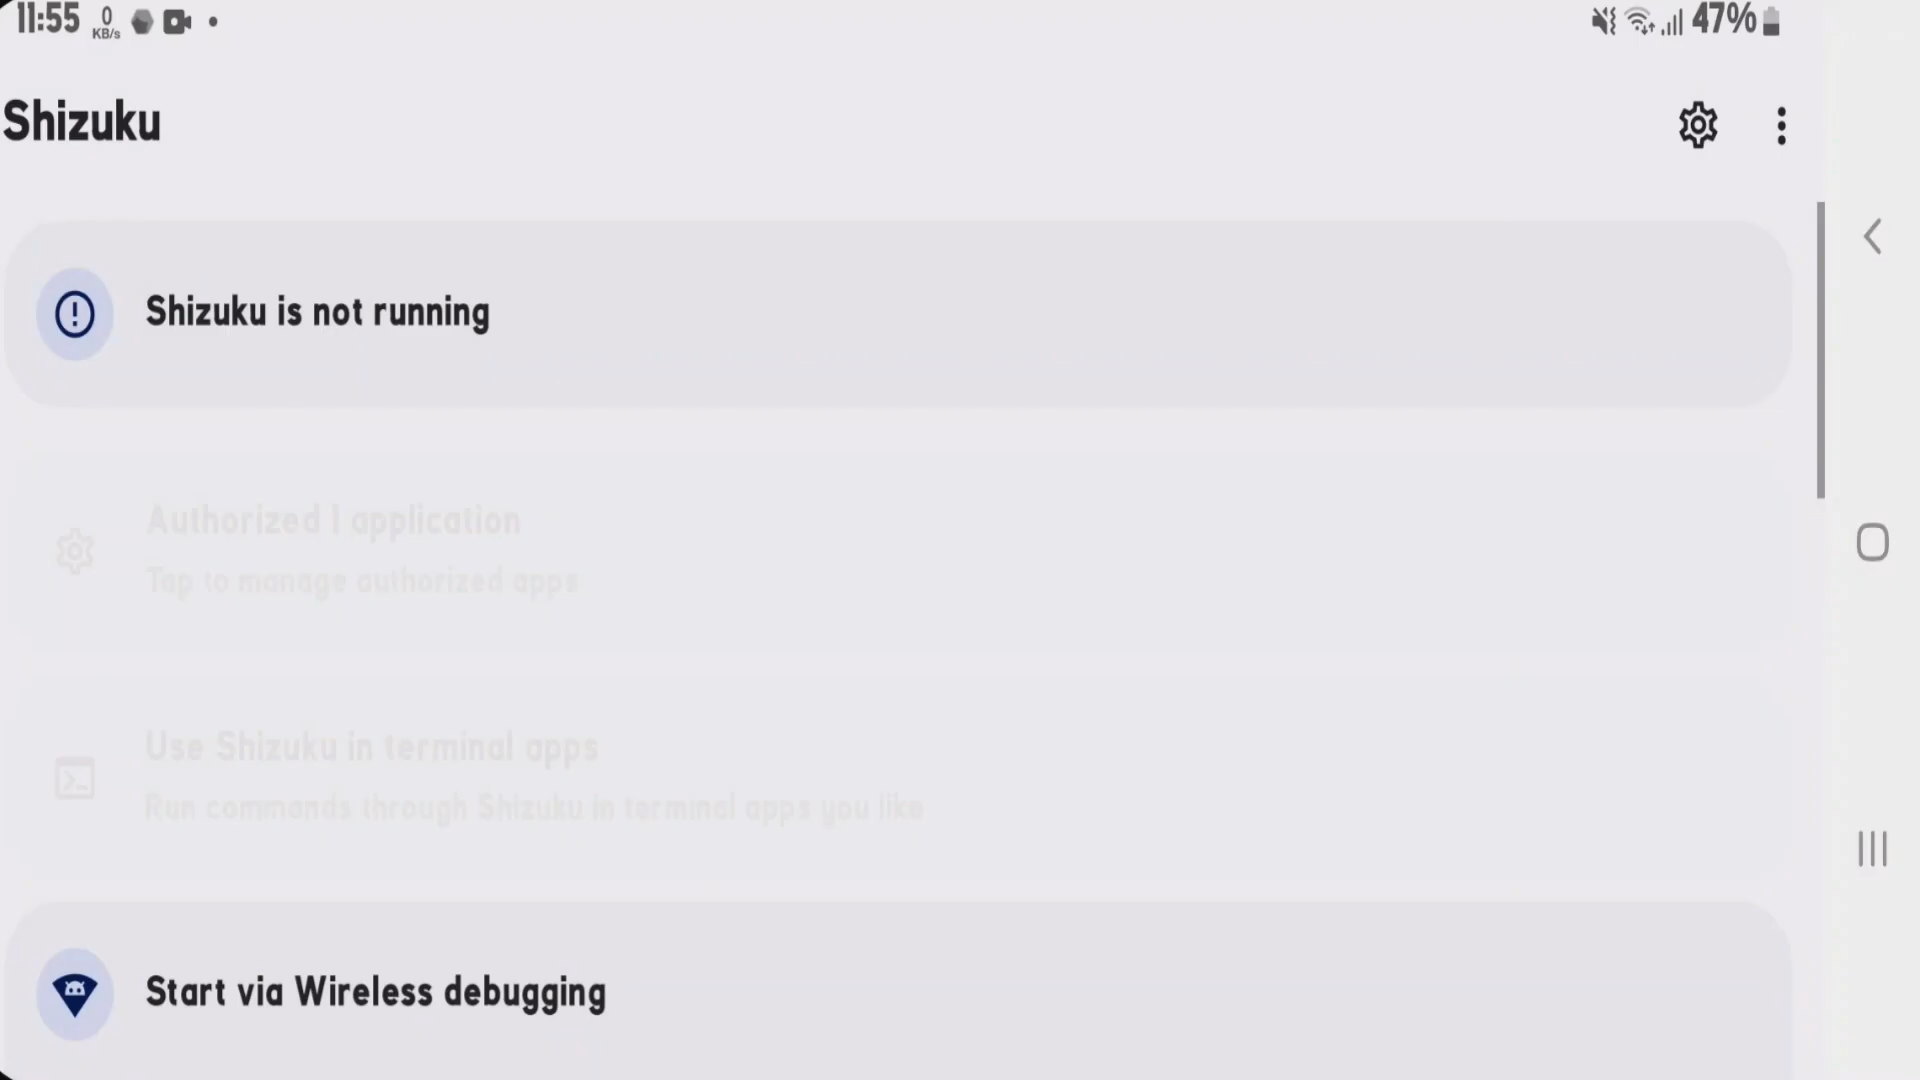 11:55 0 KB/s 47%
Shizuku
Shizuku is not running
Authorized 1 application
Tap to manage authorized apps
Use Shizuku in terminal apps
Run commands through Shizuku in terminal apps you like
Start via Wireless debugging